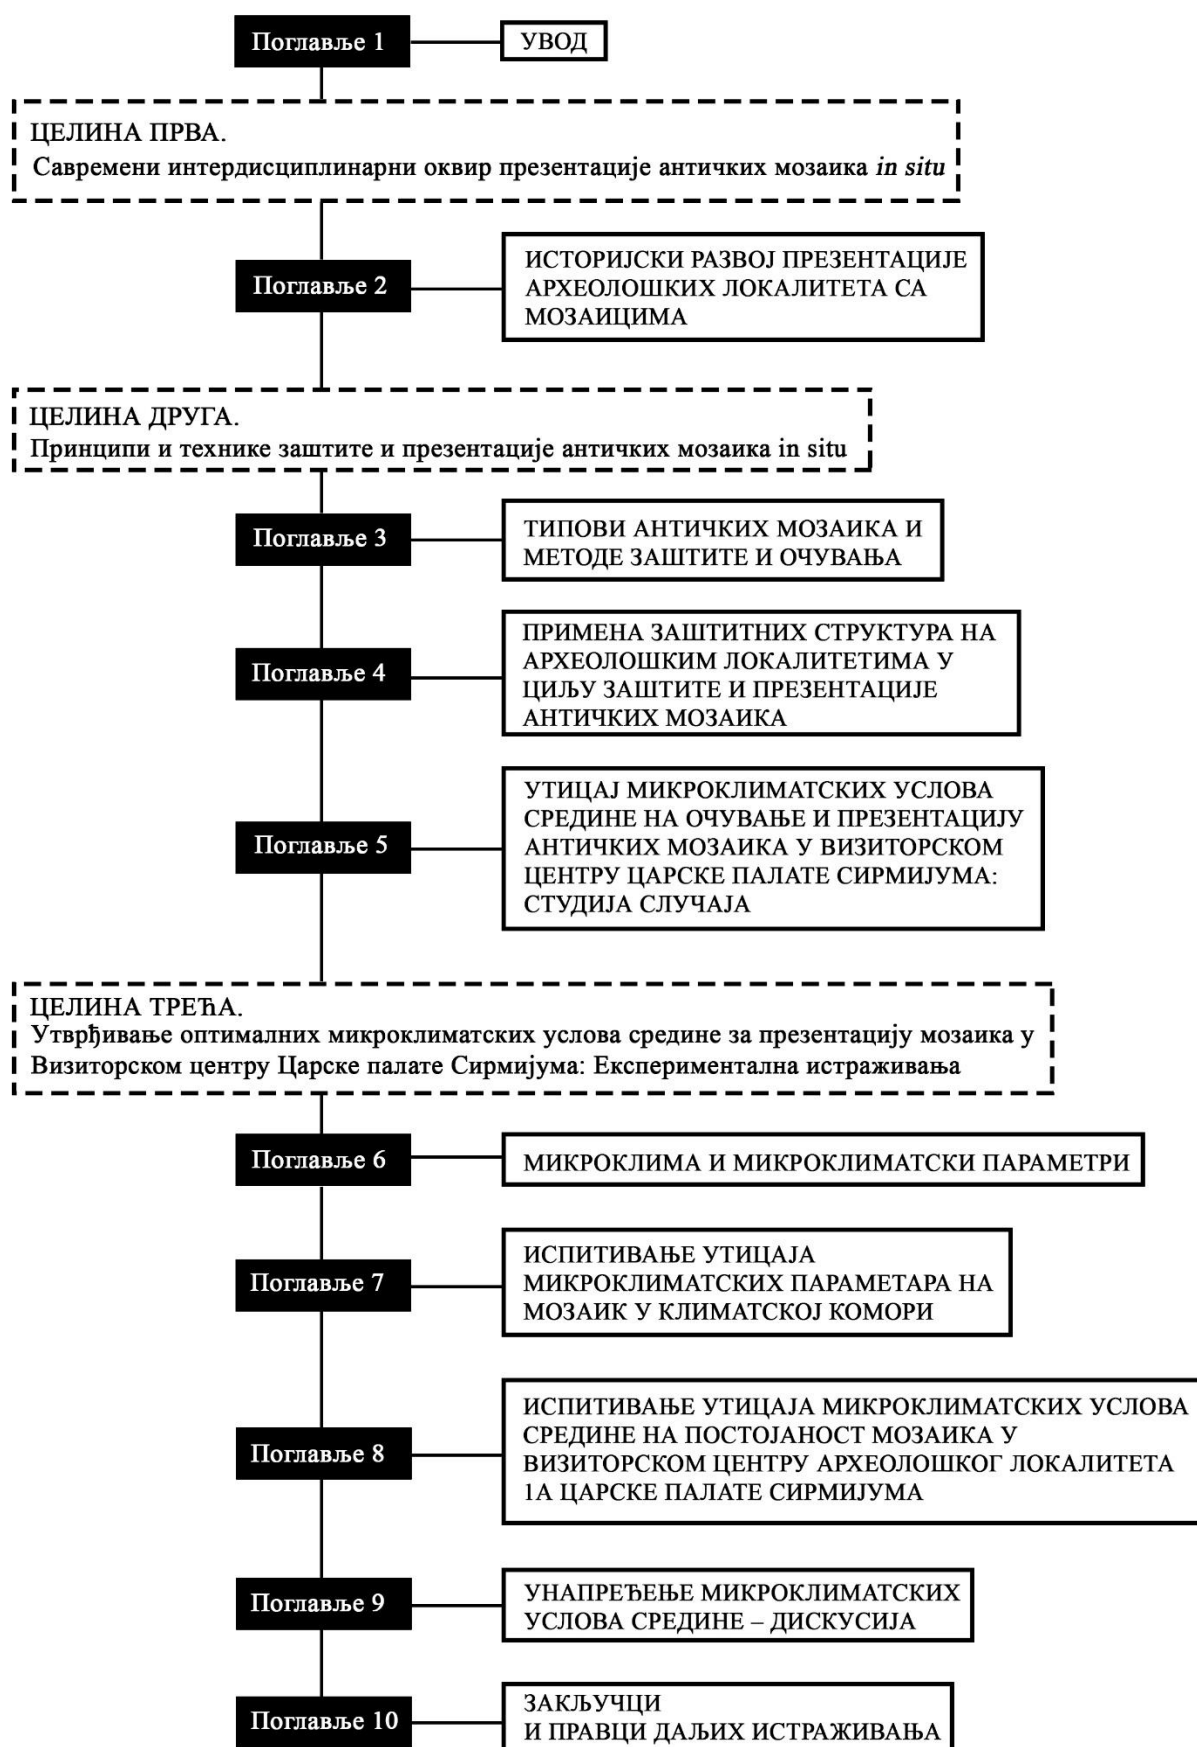 Поглавље 1
УВОД
ЦЕЛИНА ПРВА.
Савремени интердисциплинарни оквир презентације античких мозаика in situ
Поглавље 2
ИСТОРИЈСКИ РАЗВОЈ ПРЕЗЕНТАЦИЈЕ
АРХЕОЛОШКИХ ЛОКАЛИТЕТА СА
МОЗАИЦИМА
ЦЕЛИНА ДРУГА.
Принципи и технике заштите и презентације античких мозаика in situ
Поглавље 3
ТИПОВИ АНТИЧКИХ МОЗАИКА И
МЕТОДЕ ЗАШТИТЕ И ОЧУВАЊА
Поглавље 4
ПРИМЕНА ЗАШТИТНИХ СТРУКТУРА НА
АРХЕОЛОШКИМ ЛОКАЛИТЕТИМА У
ЦИЉУ ЗАШТИТЕ И ПРЕЗЕНТАЦИЈЕ
АНТИЧКИХ МОЗАИКА
Поглавље 5
УТИЦАЈ МИКРОКЛИМАТСКИХ УСЛОВА
СРЕДИНЕ НА ОЧУВАЊЕ И ПРЕЗЕНТАЦИЈУ
АНТИЧКИХ МОЗАИКА У ВИЗИТОРСКОМ
ЦЕНТРУ ЦАРСКЕ ПАЛАТЕ СИРМИЈУМА:
СТУДИЈА СЛУЧАЈА
ЦЕЛИНА ТРЕЋА.
Утврђивање оптималних микроклиматских услова средине за презентацију мозаика у
Визиторском центру Царске палате Сирмијума: Експериментална истраживања
Поглавље 6
МИКРОКЛИМА И МИКРОКЛИМАТСКИ ПАРАМЕТРИ
Поглавље 7
ИСПИТИВАЊЕ УТИЦАЈА
МИКРОКЛИМАТСКИХ ПАРАМЕТАРА НА
МОЗАИК У КЛИМАТСКОЈ КОМОРИ
Поглавље 8
ИСПИТИВАЊЕ УТИЦАЈА МИКРОКЛИМАТСКИХ УСЛОВА
СРЕДИНЕ НА ПОСТОЈАНОСТ МОЗАИКА У
ВИЗИТОРСКОМ ЦЕНТРУ АРХЕОЛОШКОГ ЛОКАЛИТЕТА
1А ЦАРСКЕ ПАЛАТЕ СИРМИЈУМА
Поглавље 9
УНАПРЕЂЕЊЕ МИКРОКЛИМАТСКИХ
УСЛОВА СРЕДИНЕ – ДИСКУСИЈА
Поглавље 10
ЗАКЉУЧЦИ
И ПРАВЦИ ДАЉИХ ИСТРАЖИВАЊА